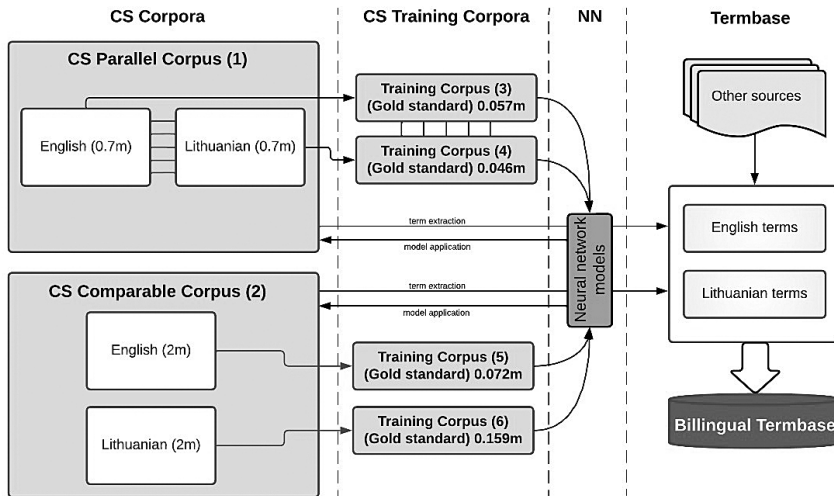 CS Corpora
CS Training Corpora
NN
Termbase
CS Parallel Corpus (1)
English (0.7m)
Lithuanian (0.7m)
Training Corpus (3)
(Gold standard) 0.057m
Training Corpus (4)
(Gold standard) 0.046m
Other sources
term extraction
model application
English terms
Neural network
models
CS Comparable Corpus (2)
term extraction
model application
Lithuanian terms
English (2m)
Training Corpus (5)
(Gold standard) 0.072m
Lithuanian (2m)
Training Corpus (6)
(Gold standard) 0.159m
Billingual Termbase